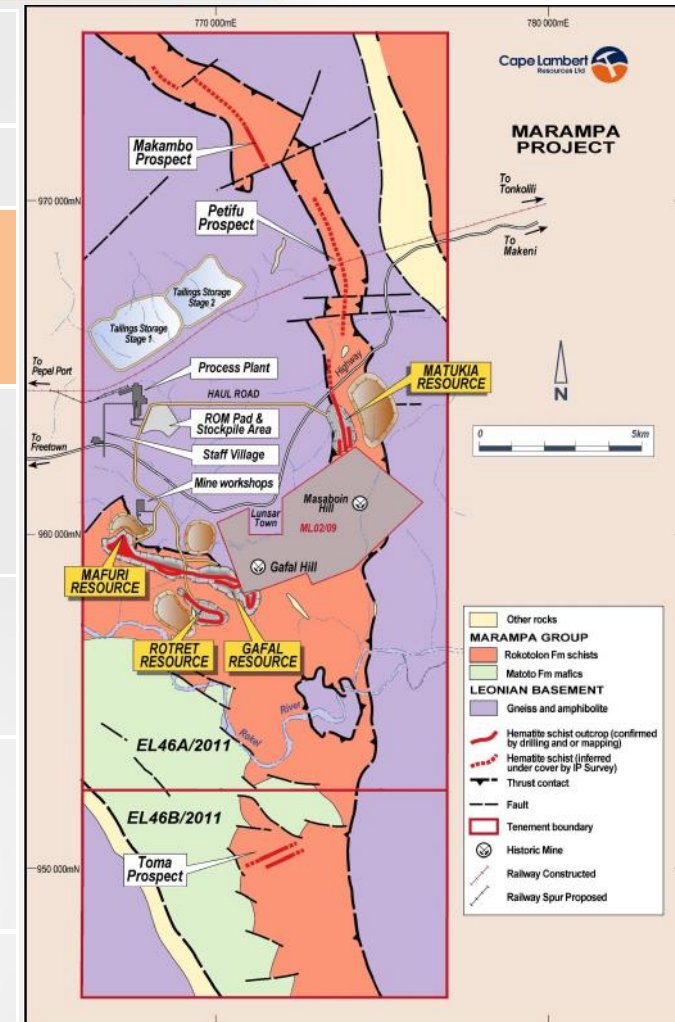 770 000mE
780 000mE
Cape Lambert
Resources Ltd
MARAMPA
PROJECT
Makambo
Prospect
970 000mN
To
Tonkolili
Petifu
Prospect
To
Makeni
Tailings Storage
Stage 2
Tailings Storage
Stage 1
To
Pepel Port
Process Plant
Highway
MATUKIA
RESOURCE
HAUL ROAD
N
ROM Pad &
Stockpile Area
To
Freetown
Staff Village
0 5km
Mine workshops
Masaboin
Hill
Lunsar
Town
ML02/09
960 000mN
Gafal Hill
MAFURI
RESOURCE
ROTRET
RESOURCE
GAFAL
RESOURCE
Rokel
River
EL46A/2011
EL46B/2011
Toma
Prospect
950 000mN
Other rocks
MARAMPA GROUP
Rokotolon Fm schists
Matoto Fm mafics
LEONIAN BASEMENT
Gneiss and amphibolite
Hematite schist outcrop (confirmed
by drilling and or mapping)
Hematite schist (inferred
under cover by IP Survey)
Thrust contact
Fault
Tenement boundary
Historic Mine
Railway Constructed
Railway Spur Proposed